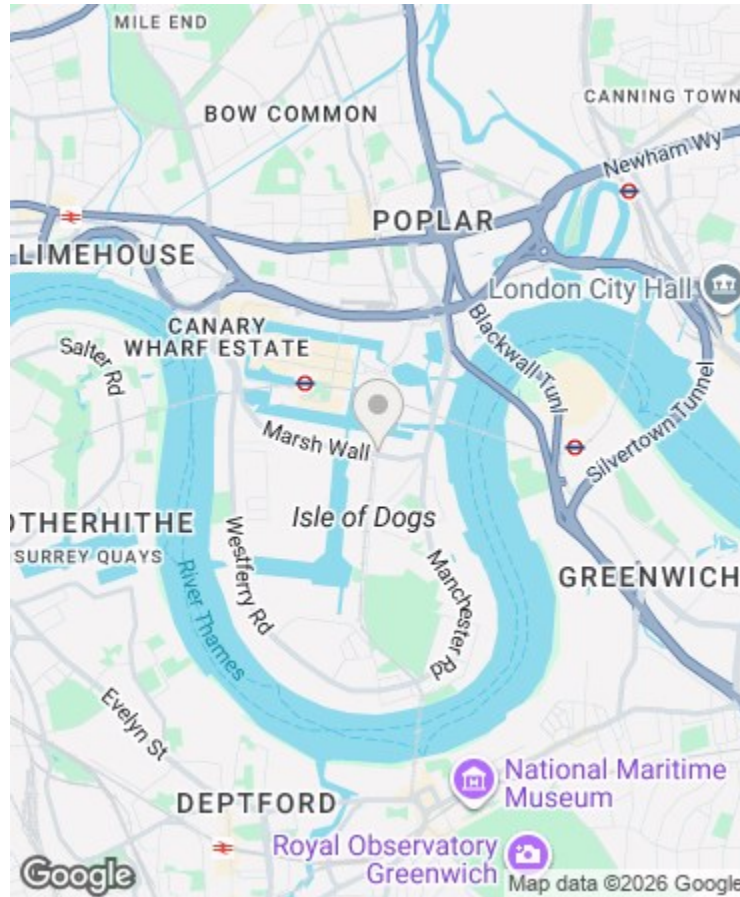 MILE END
BOW COMMON
CANNING TOWN
Newham Wy
POPLAR
LIMEHOUSE
London City Hall
CANARY
WHARF ESTATE
Salter Rd
Blackwall Tunl
Silvertown Tunnel
Marsh Wall
Isle of Dogs
OTHERHITHE
SURREY QUAYS
Westferry Rd
River Thames
Manchester Rd
GREENWICH
Evelyn St
National Maritime
Museum
DEPTFORD
Royal Observatory
Greenwich
Google
Map data ©2026 Google